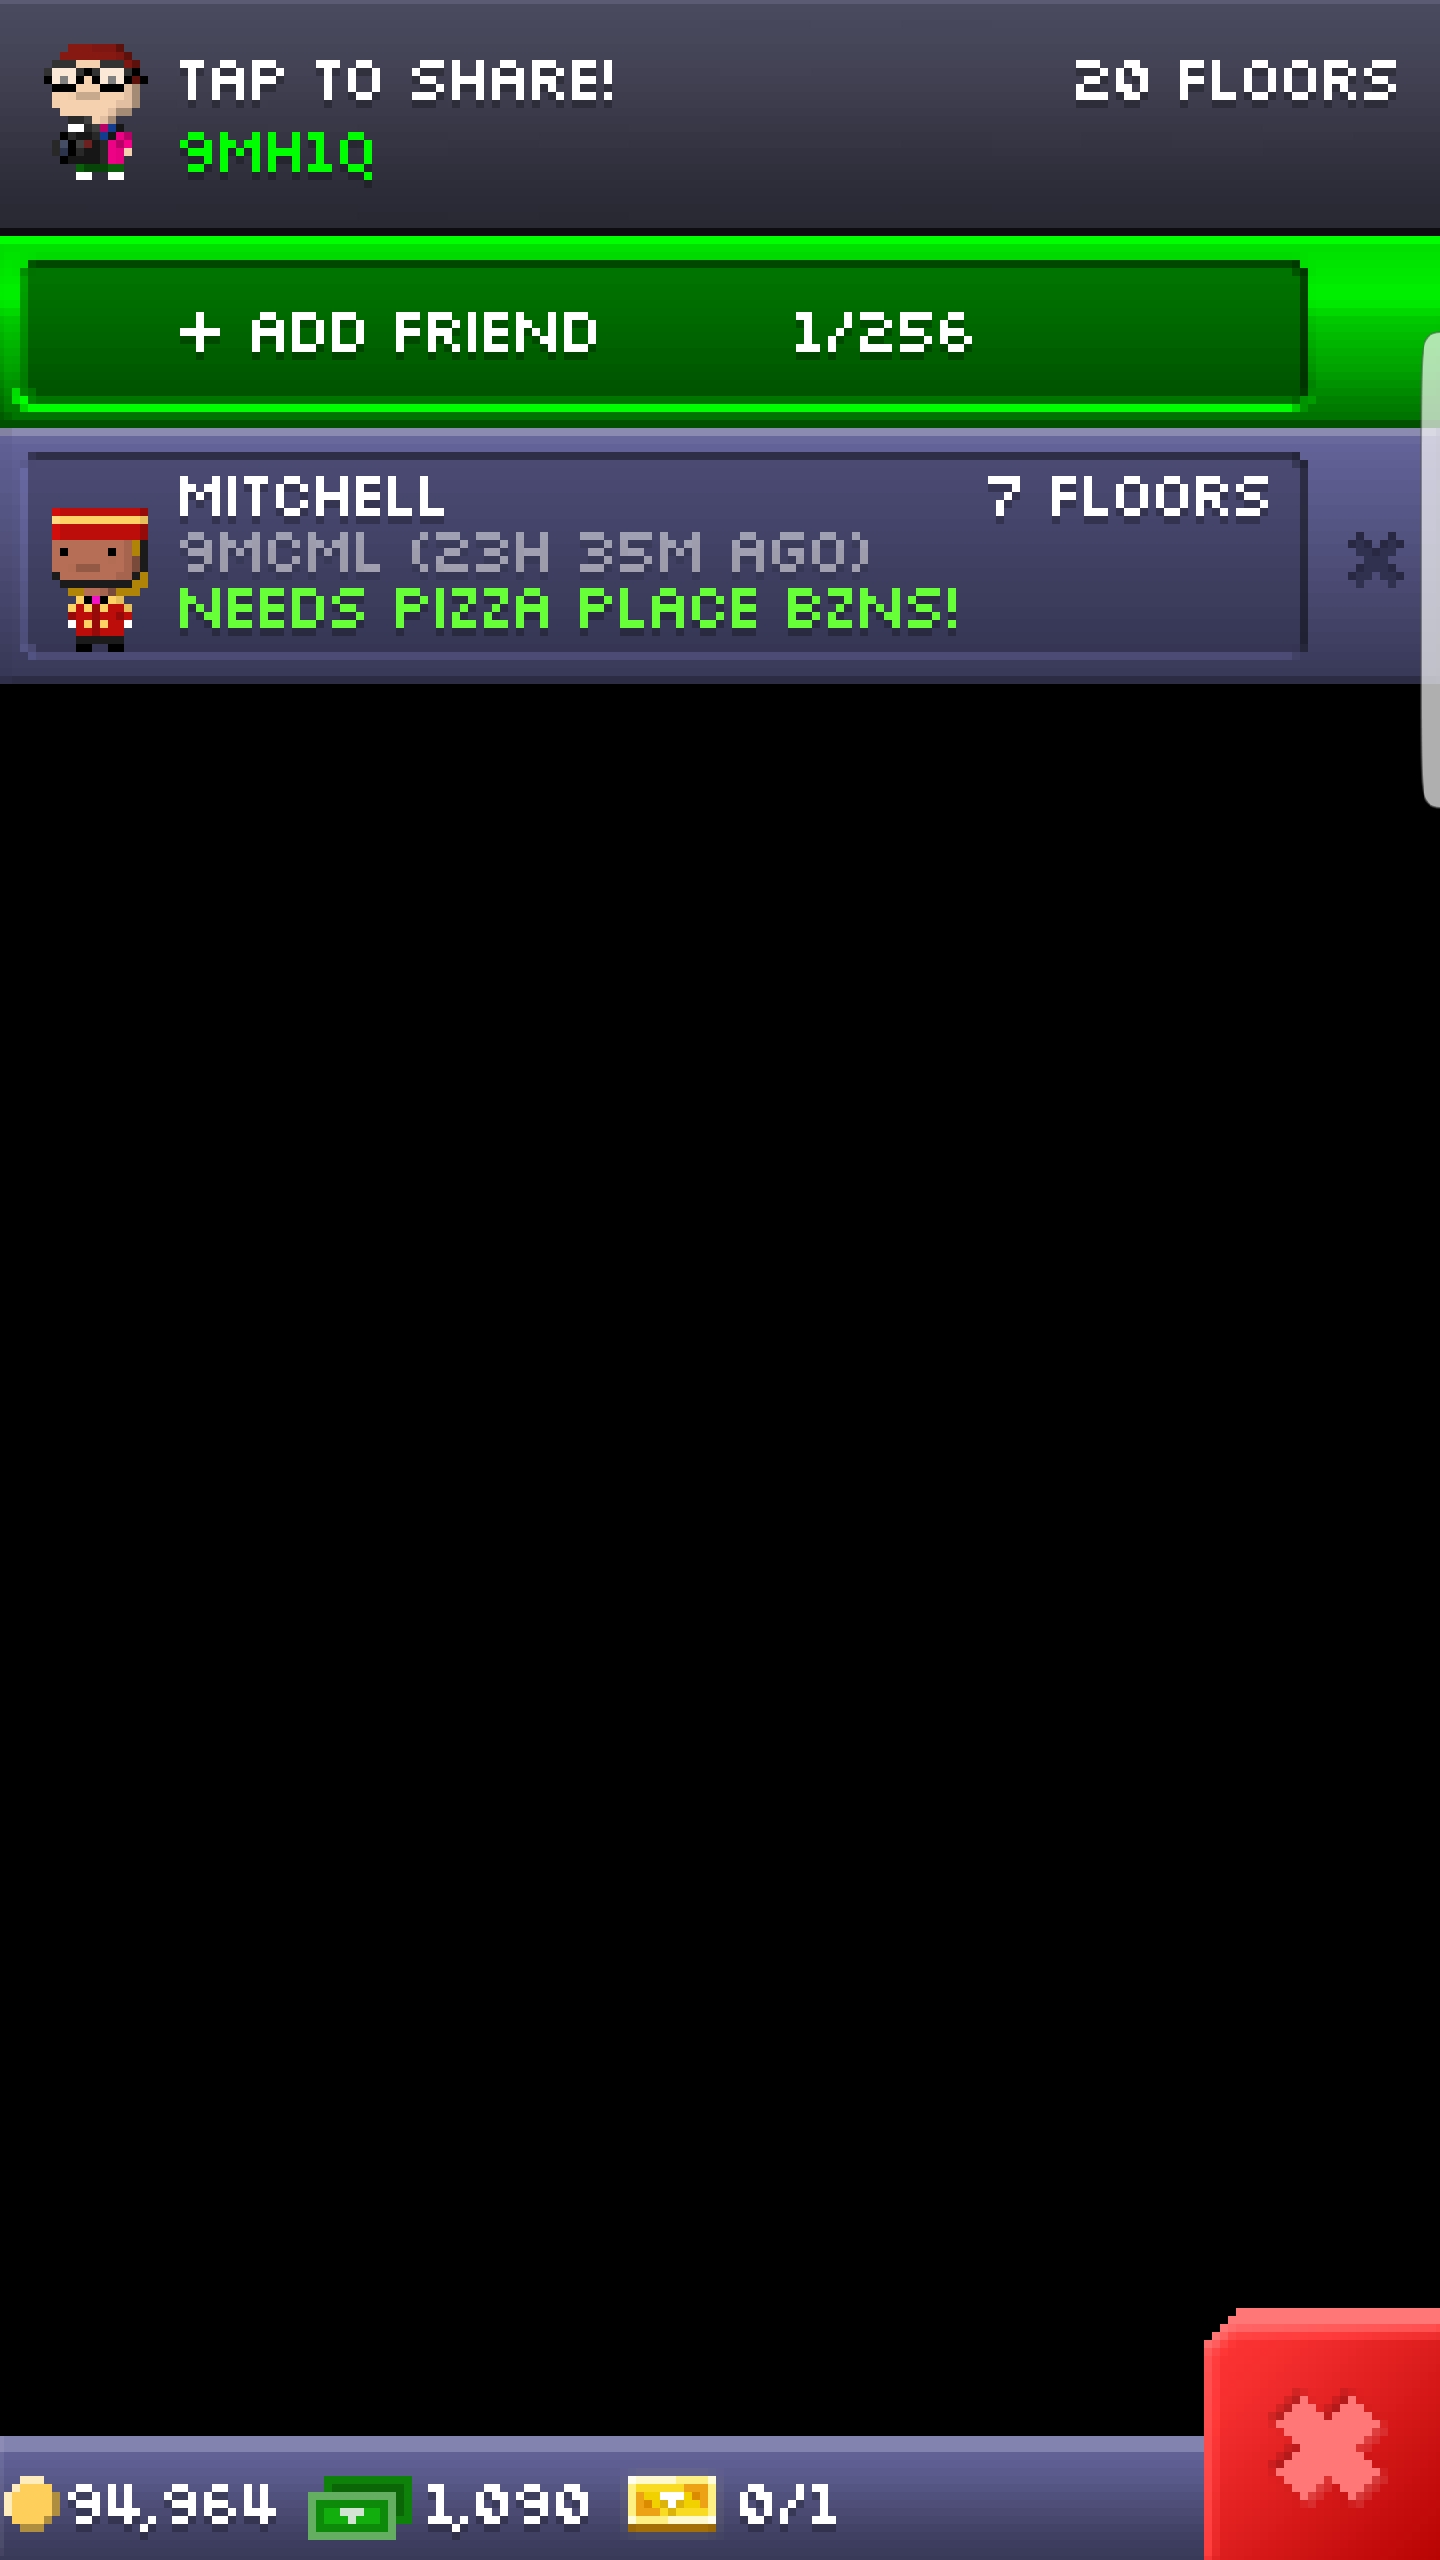 TAP TO SHARE! 20 FLOORS
9MH1Q
+ ADD FRIEND 1/256
MITCHELL 7 FLOORS
9MCML (23H 35M AGO)
NEEDS PIZZA PLACE BZNS!
94,964 1,090 0/1